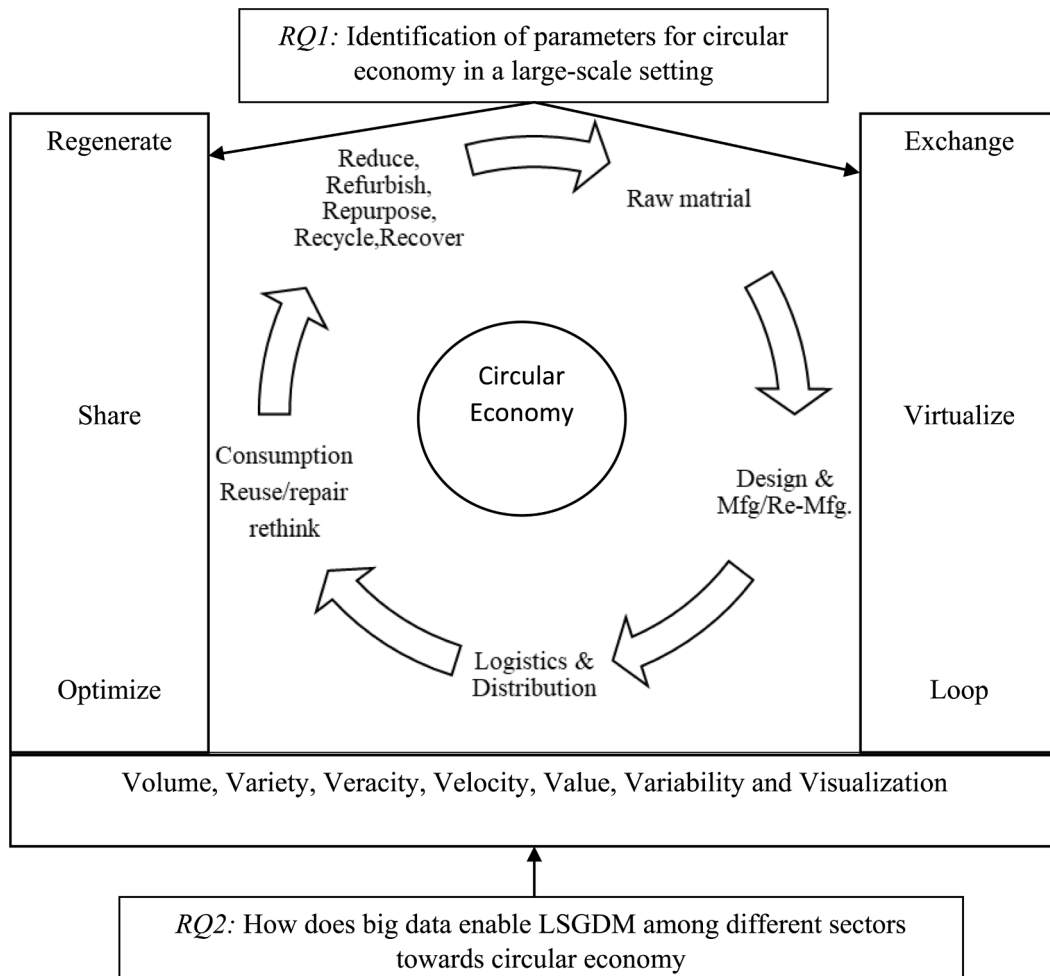 RQ1: Identification of parameters for circular
economy in a large-scale setting
Regenerate
Share
Optimize
Reduce,
Refurbish,
Repurpose,
Recycle,Recover
Raw matrial
Design &
Mfg/Re-Mfg.
Logistics &
Distribution
Consumption
Reuse/repair
rethink
Circular
Economy
Exchange
Virtualize
Loop
Volume, Variety, Veracity, Velocity, Value, Variability and Visualization
RQ2: How does big data enable LSGDM among different sectors
towards circular economy